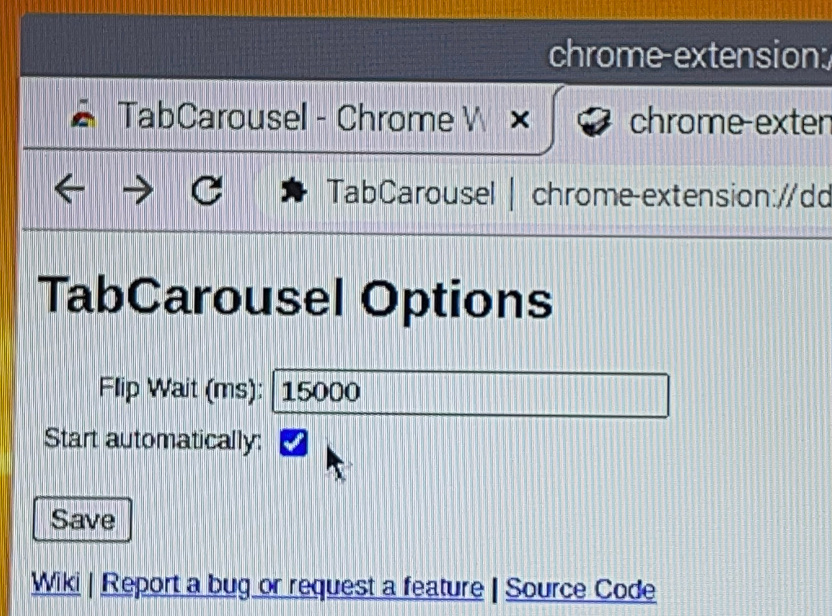 chrome-extension:/
TabCarousel - Chrome W
chrome-exten
TabCarousel | chrome-extension://dd
TabCarousel Options
Flip Wait (ms): 15000
Start automatically:
Save
Wiki | Report a bug or request a feature | Source Code